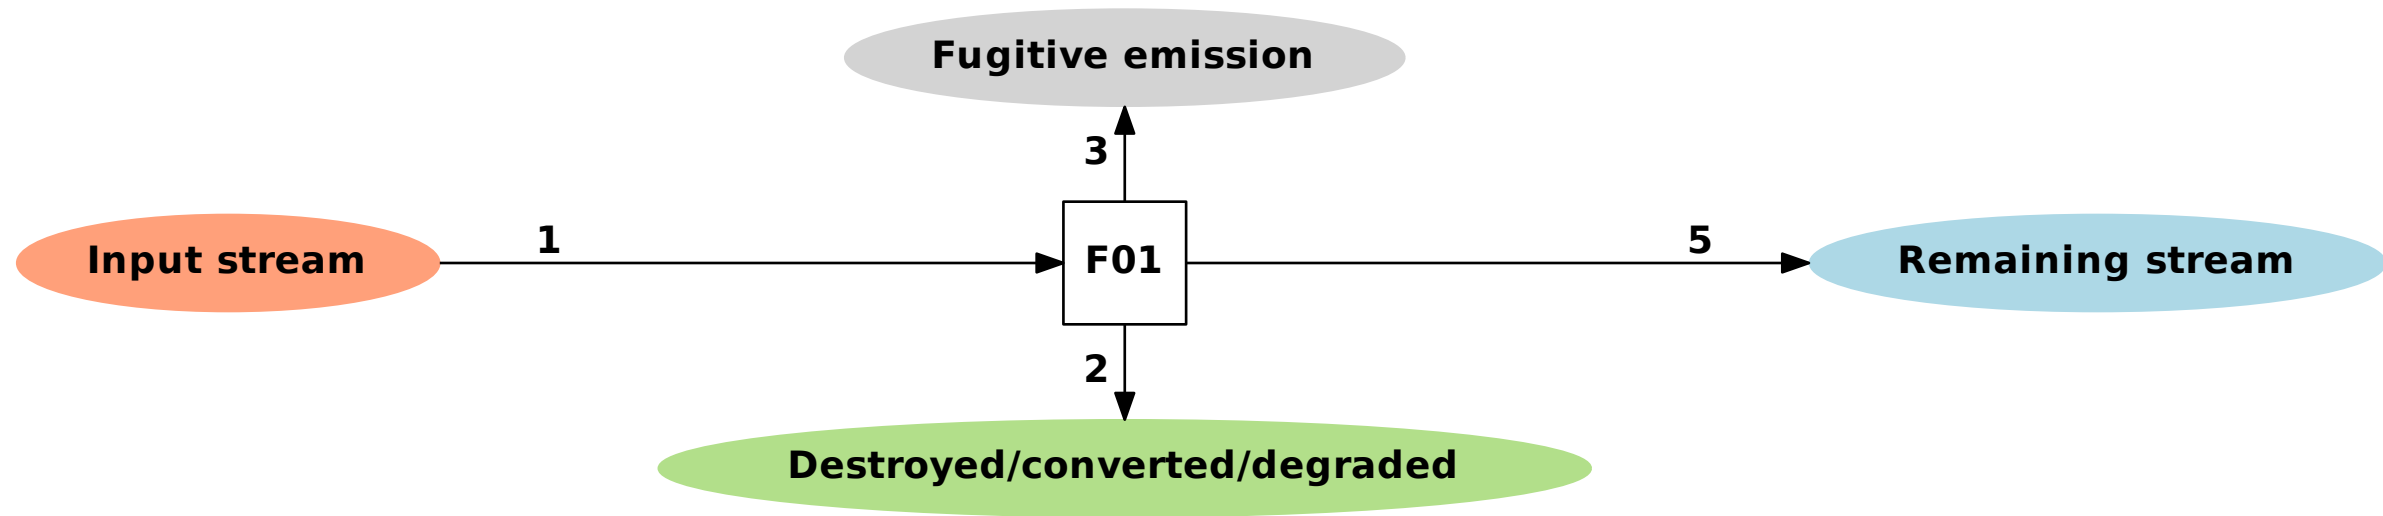 Fugitive emission
3
Input stream
1
F01
5
Remaining stream
2
Destroyed/converted/degraded